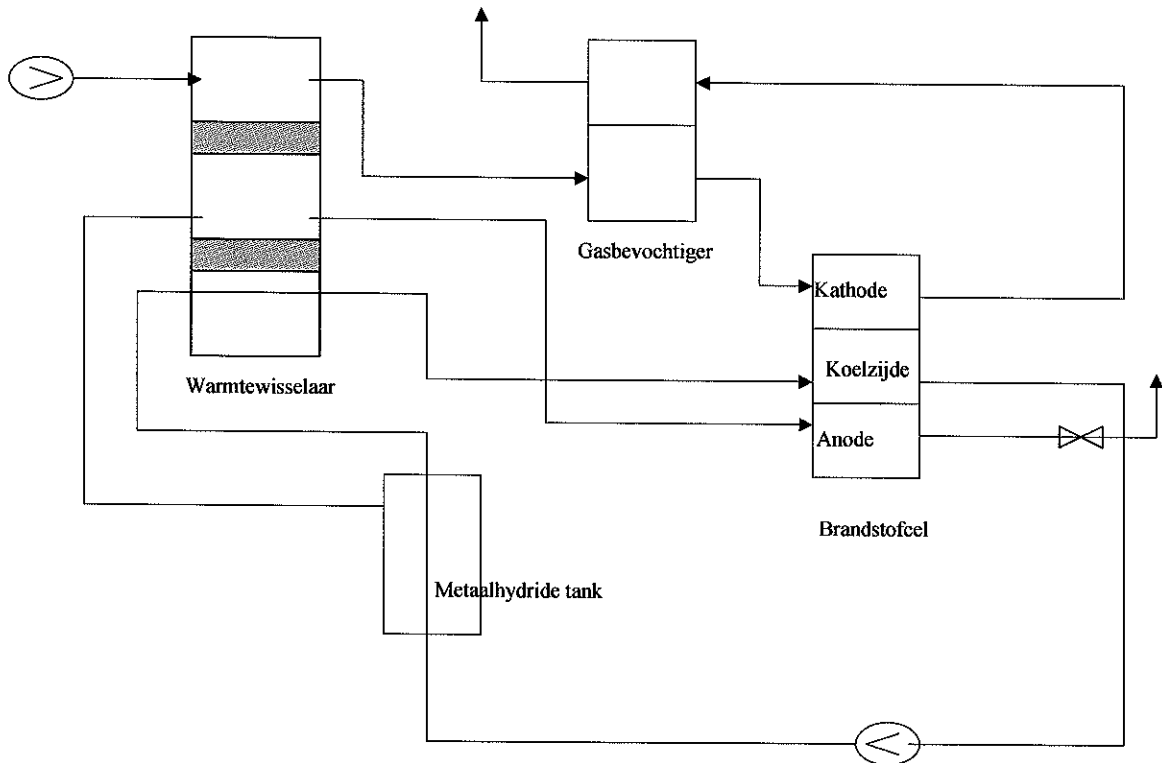 Gasbevochtiger
Kathode
Warmtewisselaar
Koelzijde
Anode
Brandstofcel
Metaalhydride tank